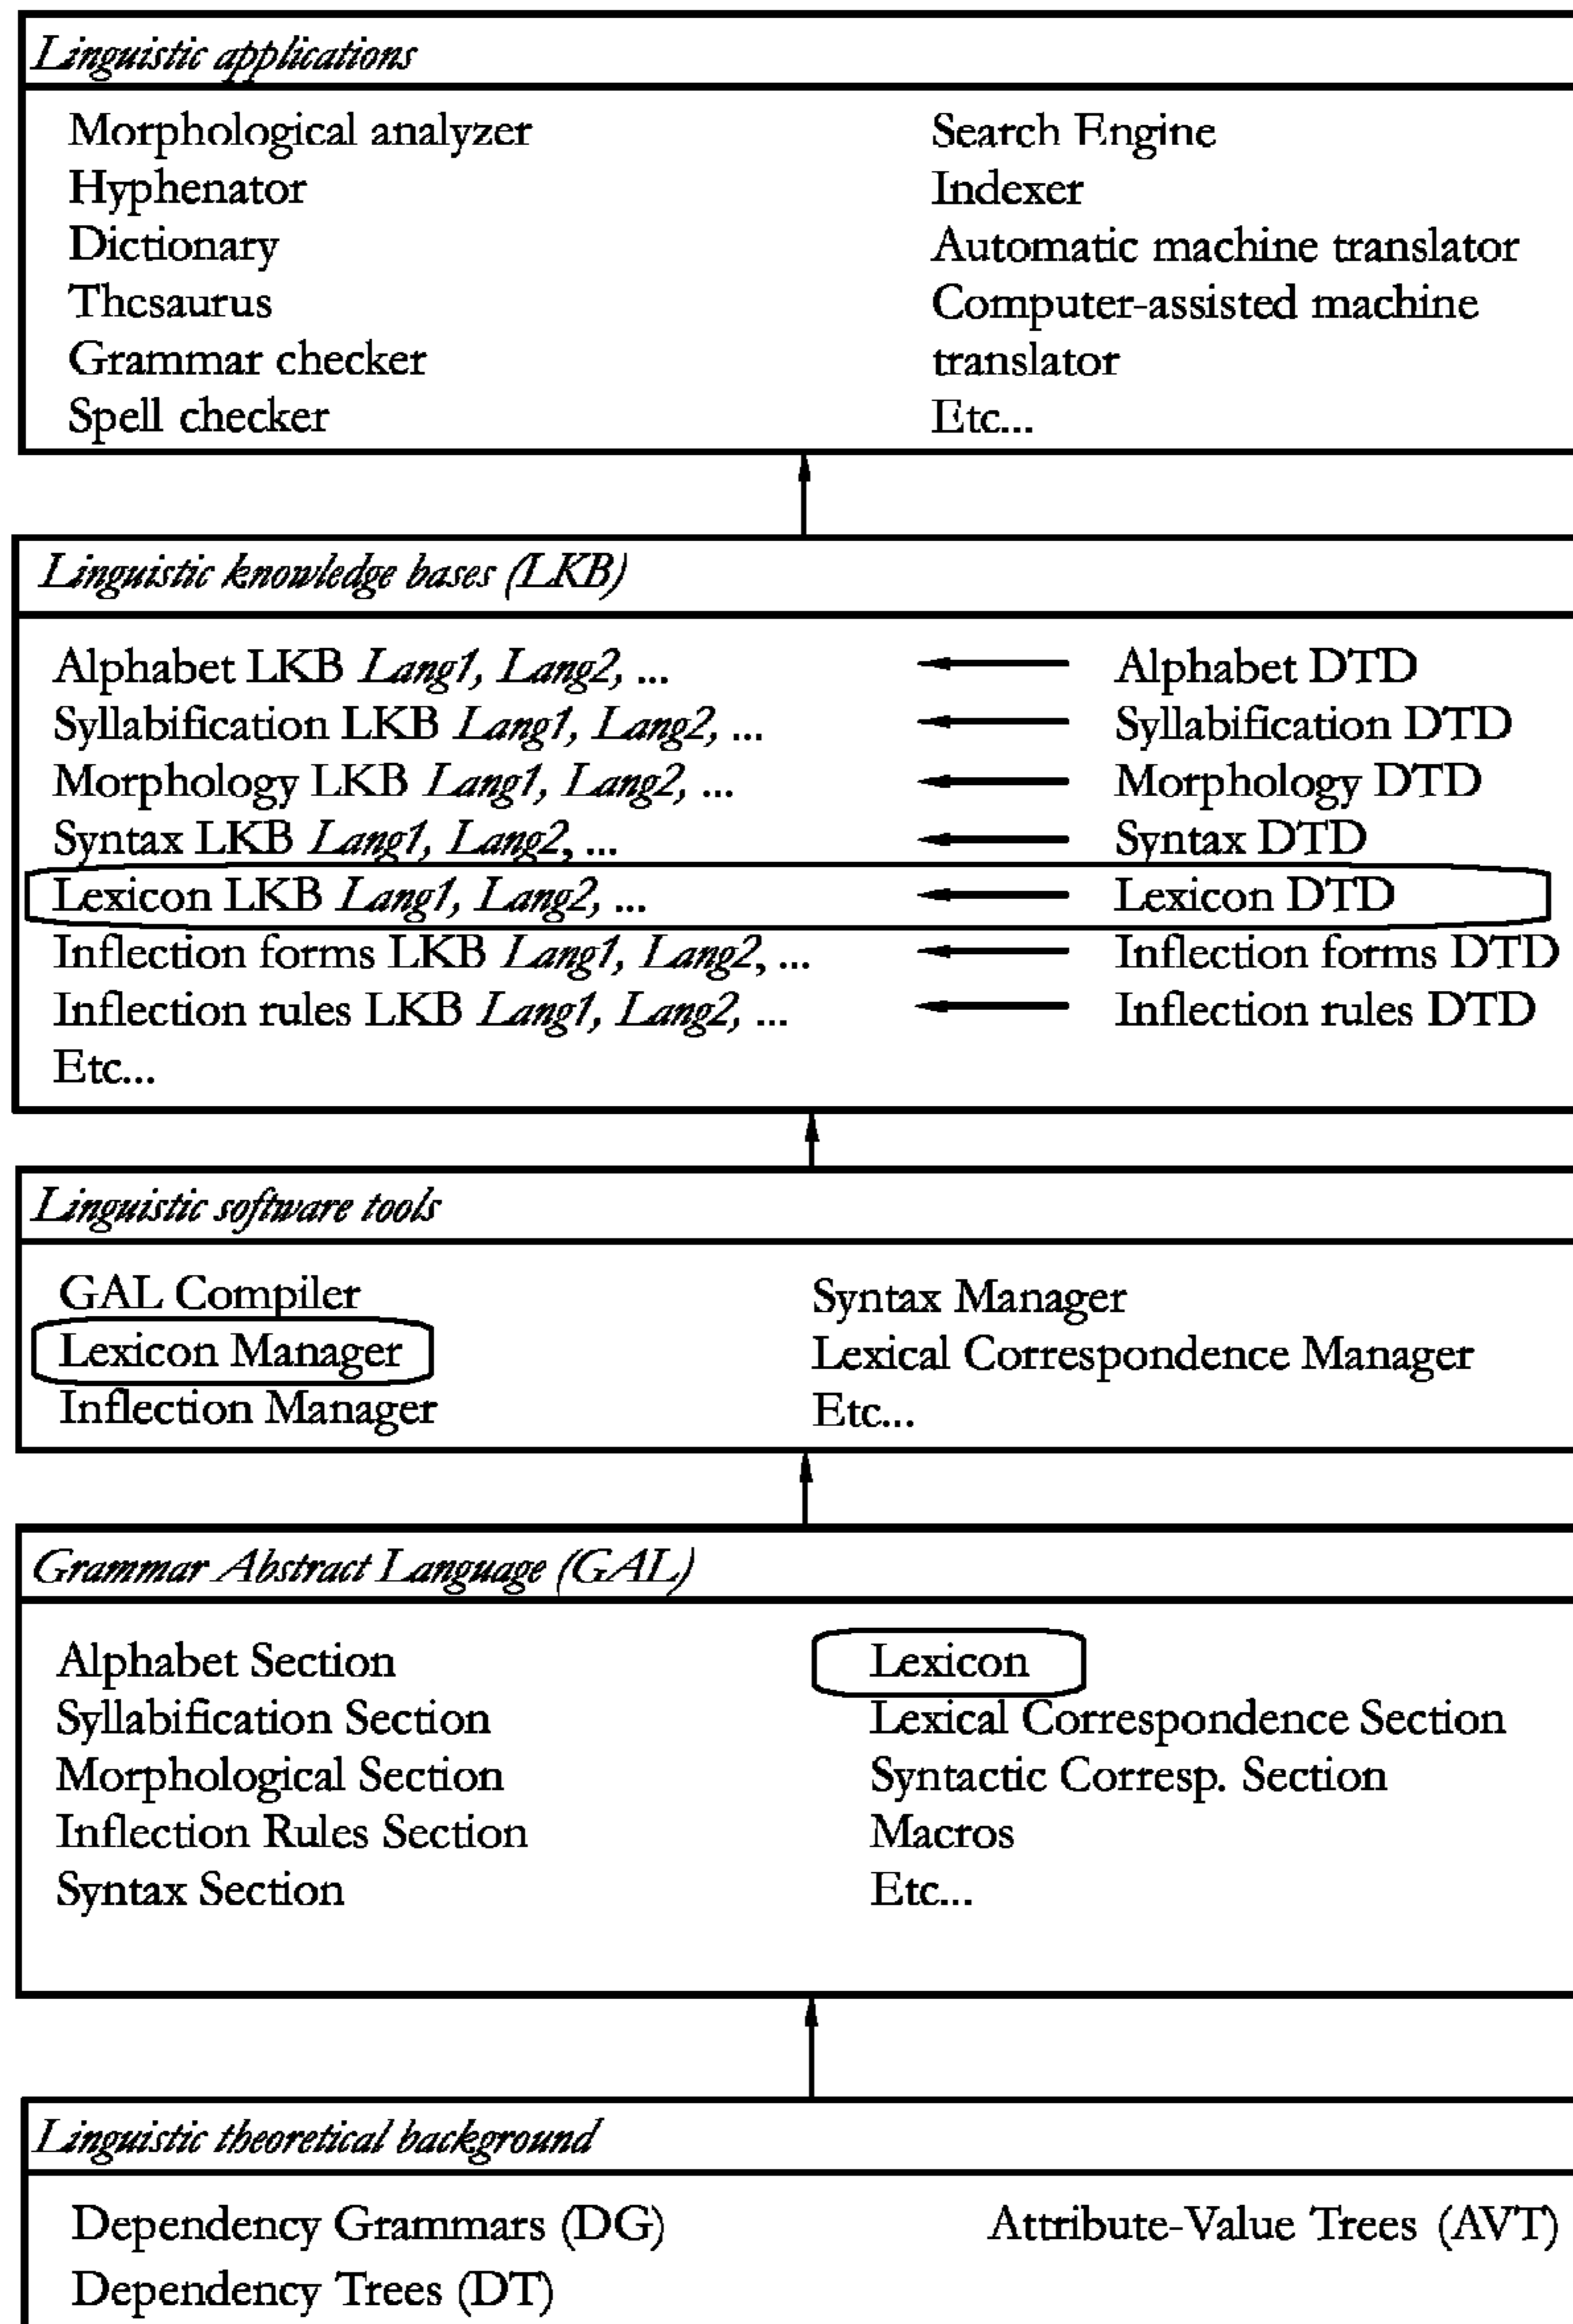 Linguistic applications
Morphological analyzer
Hyphenator
Dictionary
Thesaurus
Grammar checker
Spell checker
Search Engine
Indexer
Automatic machine translator
Computer-assisted machine
translator
Etc...
Linguistic knowledge bases (LKB)
Alphabet LKB Lang1, Lang2, ... Alphabet DTD
Syllabification LKB Lang1, Lang2, ... Syllabification DTD
Morphology LKB Lang1, Lang2, ... Morphology DTD
Syntax LKB Lang1, Lang2, ... Syntax DTD
Lexicon LKB Lang1, Lang2, ... Lexicon DTD
Inflection forms LKB Lang1, Lang2, ... Inflection forms DTD
Inflection rules LKB Lang1, Lang2, ... Inflection rules DTD
Etc...
Linguistic software tools
GAL Compiler
Lexicon Manager
Inflection Manager
Syntax Manager
Lexical Correspondence Manager
Etc...
Grammar Abstract Language (GAL)
Alphabet Section
Syllabification Section
Morphological Section
Inflection Rules Section
Syntax Section
Lexicon
Lexical Correspondence Section
Syntactic Corresp. Section
Macros
Etc...
Linguistic theoretical background
Dependency Grammars (DG)
Dependency Trees (DT)
Attribute-Value Trees (AVT)